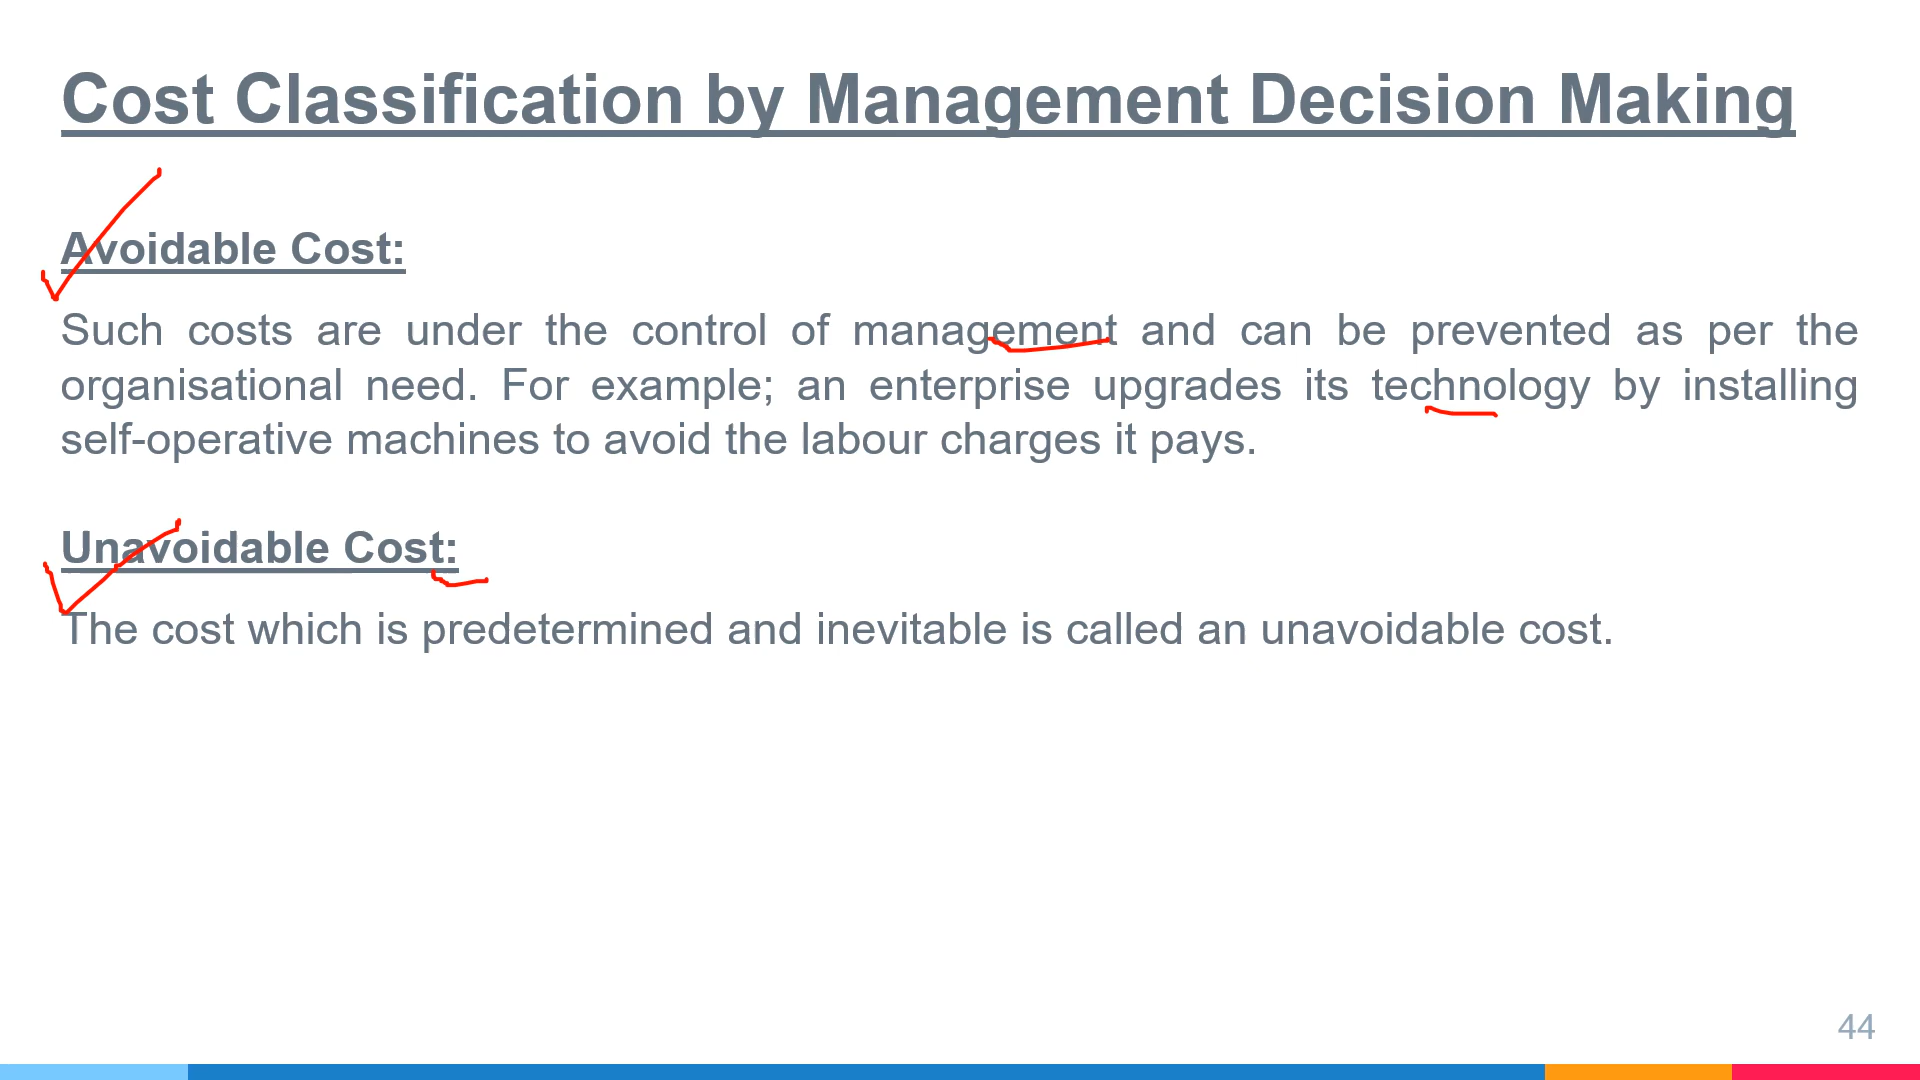 Cost Classification by Management Decision Making
Avoidable Cost:
Such costs are under the control of management and can be prevented as per the
organisational need. For example; an enterprise upgrades its technology by installing
self-operative machines to avoid the labour charges it pays.
Unavoidable Cost:
The cost which is predetermined and inevitable is called an unavoidable cost.
44